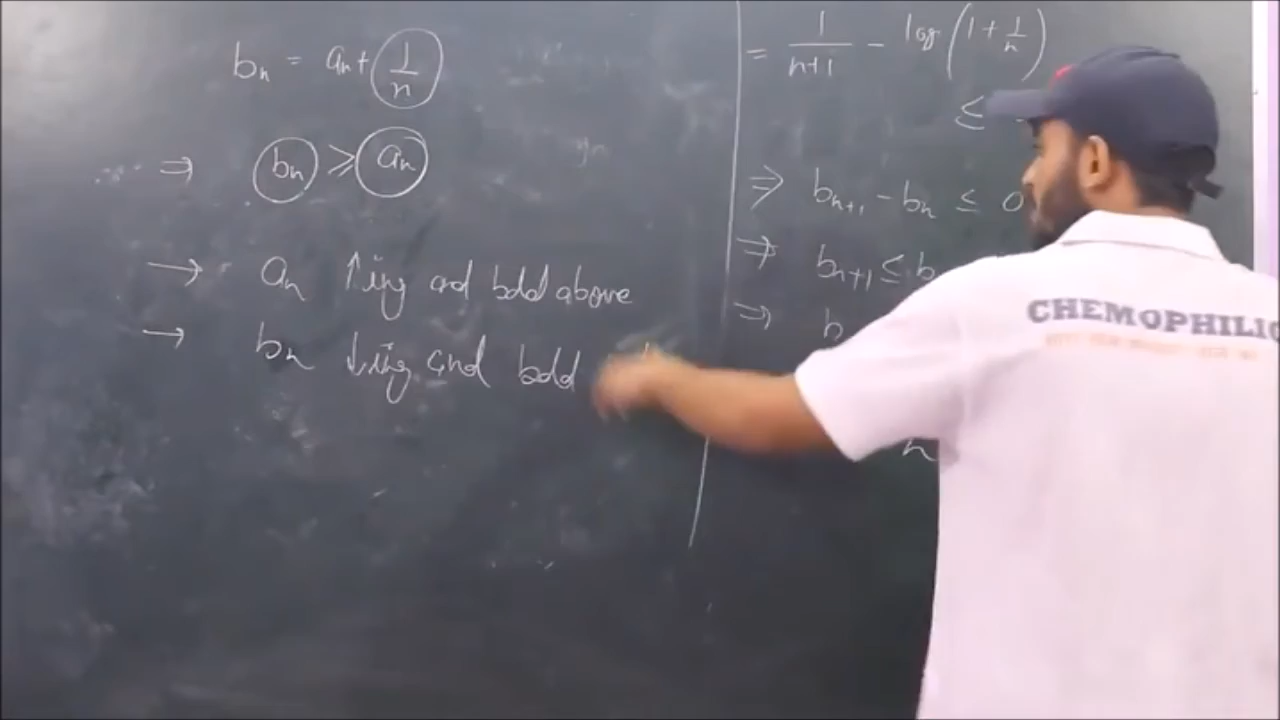 bₙ = aₙ + 1/n
⇒ bₙ ≥ aₙ
→ aₙ ↑ing and bdd above
→ bₙ ↓ing and bdd
= 1/(n+1) - log(1 + 1/n)
≤
⇒ bₙ₊₁ - bₙ ≤ 0
⇒ bₙ₊₁ ≤ b
⇒ b
n
CHEMOPHILIC